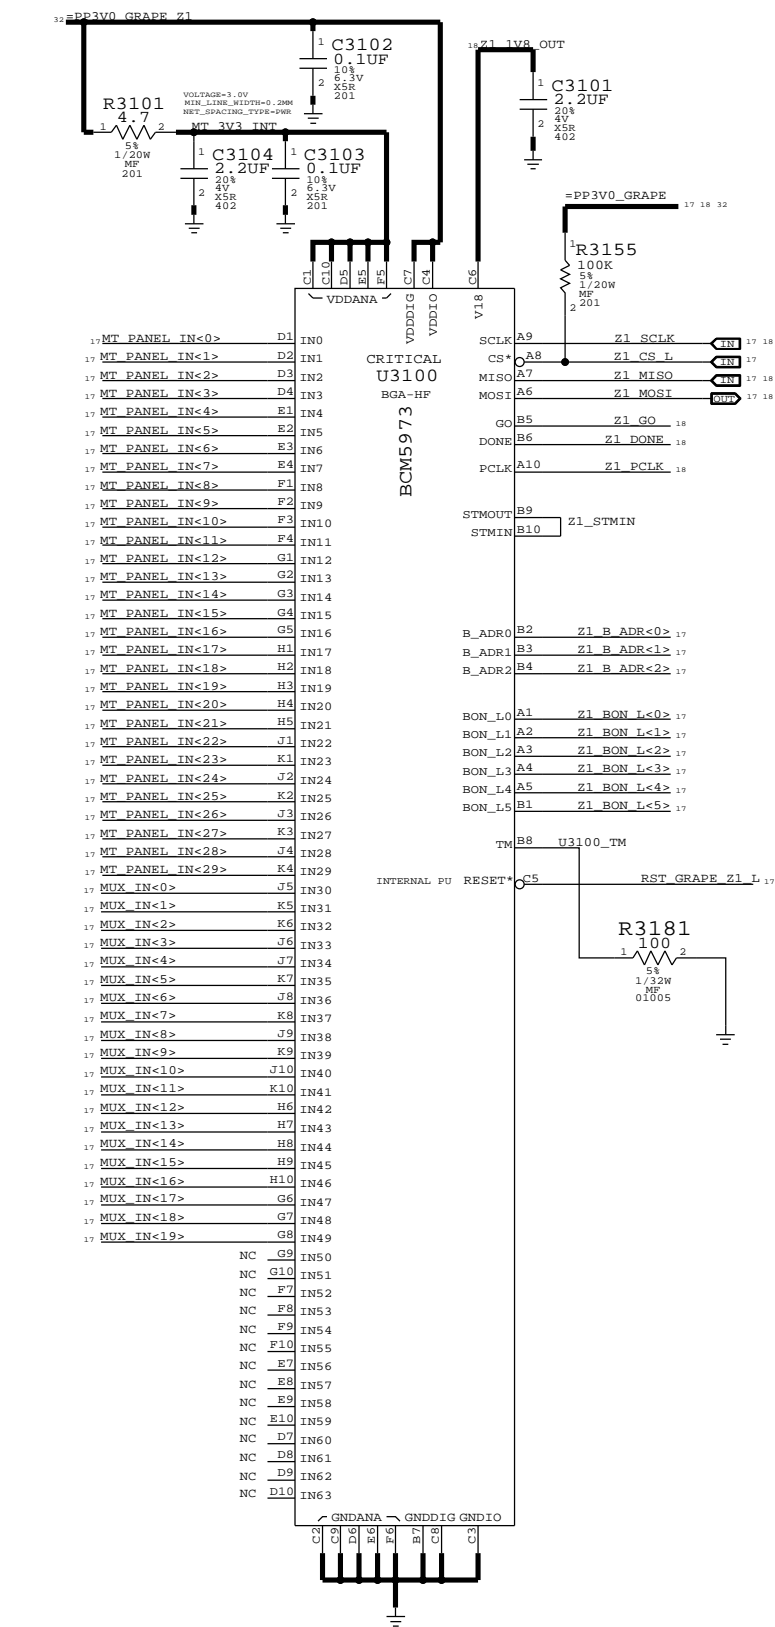 32 =PP3V0_GRAPE_Z1
18 Z1_1V8_OUT
1
C3102
0.1UF
10%
6.3V
X5R
201
2
1
C3101
2.2UF
20%
4V
X5R
402
2
R3101
4.7
1 2
5%
1/20W
MF
201
VOLTAGE=3.0V
MIN_LINE_WIDTH=0.2MM
NET_SPACING_TYPE=PWR
MT_3V3_INT
1
C3104
2.2UF
20%
4V
X5R
402
2
1
C3103
0.1UF
10%
6.3V
X5R
201
2
=PP3V0_GRAPE 17 18 32
1
R3155
100K
5%
1/20W
MF
201
2
C1 C10 D5 E5 F5 C7 C4 C6
VDDANA VDDDIG VDDIO V18
CRITICAL
U3100
BGA-HF
BCM5973
17 MT_PANEL_IN<0> D1 IN0
17 MT_PANEL_IN<1> D2 IN1
17 MT_PANEL_IN<2> D3 IN2
17 MT_PANEL_IN<3> D4 IN3
17 MT_PANEL_IN<4> E1 IN4
17 MT_PANEL_IN<5> E2 IN5
17 MT_PANEL_IN<6> E3 IN6
17 MT_PANEL_IN<7> E4 IN7
17 MT_PANEL_IN<8> F1 IN8
17 MT_PANEL_IN<9> F2 IN9
17 MT_PANEL_IN<10> F3 IN10
17 MT_PANEL_IN<11> F4 IN11
17 MT_PANEL_IN<12> G1 IN12
17 MT_PANEL_IN<13> G2 IN13
17 MT_PANEL_IN<14> G3 IN14
17 MT_PANEL_IN<15> G4 IN15
17 MT_PANEL_IN<16> G5 IN16
17 MT_PANEL_IN<17> H1 IN17
17 MT_PANEL_IN<18> H2 IN18
17 MT_PANEL_IN<19> H3 IN19
17 MT_PANEL_IN<20> H4 IN20
17 MT_PANEL_IN<21> H5 IN21
17 MT_PANEL_IN<22> J1 IN22
17 MT_PANEL_IN<23> K1 IN23
17 MT_PANEL_IN<24> J2 IN24
17 MT_PANEL_IN<25> K2 IN25
17 MT_PANEL_IN<26> J3 IN26
17 MT_PANEL_IN<27> K3 IN27
17 MT_PANEL_IN<28> J4 IN28
17 MT_PANEL_IN<29> K4 IN29
17 MUX_IN<0> J5 IN30
17 MUX_IN<1> K5 IN31
17 MUX_IN<2> K6 IN32
17 MUX_IN<3> J6 IN33
17 MUX_IN<4> J7 IN34
17 MUX_IN<5> K7 IN35
17 MUX_IN<6> J8 IN36
17 MUX_IN<7> K8 IN37
17 MUX_IN<8> J9 IN38
17 MUX_IN<9> K9 IN39
17 MUX_IN<10> J10 IN40
17 MUX_IN<11> K10 IN41
17 MUX_IN<12> H6 IN42
17 MUX_IN<13> H7 IN43
17 MUX_IN<14> H8 IN44
17 MUX_IN<15> H9 IN45
17 MUX_IN<16> H10 IN46
17 MUX_IN<17> G6 IN47
17 MUX_IN<18> G7 IN48
17 MUX_IN<19> G8 IN49
NC G9 IN50
NC G10 IN51
NC F7 IN52
NC F8 IN53
NC F9 IN54
NC F10 IN55
NC E7 IN56
NC E8 IN57
NC E9 IN58
NC E10 IN59
NC D7 IN60
NC D8 IN61
NC D9 IN62
NC D10 IN63
SCLK A9 Z1_SCLK IN 17 18
CS* A8 Z1_CS_L IN 17
MISO A7 Z1_MISO IN 17 18
MOSI A6 Z1_MOSI OUT 17 18
GO B5 Z1_GO 18
DONE B6 Z1_DONE 18
PCLK A10 Z1_PCLK 18
STMOUT B9
Z1_STMIN
STMIN B10
B_ADR0 B2 Z1_B_ADR<0> 17
B_ADR1 B3 Z1_B_ADR<1> 17
B_ADR2 B4 Z1_B_ADR<2> 17
BON_L0 A1 Z1_BON_L<0> 17
BON_L1 A2 Z1_BON_L<1> 17
BON_L2 A3 Z1_BON_L<2> 17
BON_L3 A4 Z1_BON_L<3> 17
BON_L4 A5 Z1_BON_L<4> 17
BON_L5 B1 Z1_BON_L<5> 17
TM B8 U3100_TM
INTERNAL PU RESET* C5 RST_GRAPE_Z1_L 17
R3181
100
1 2
5%
1/32W
MF
01005
GNDANA GNDDIG GNDIO
C2 C9 D6 E6 F6 B7 C8 C3